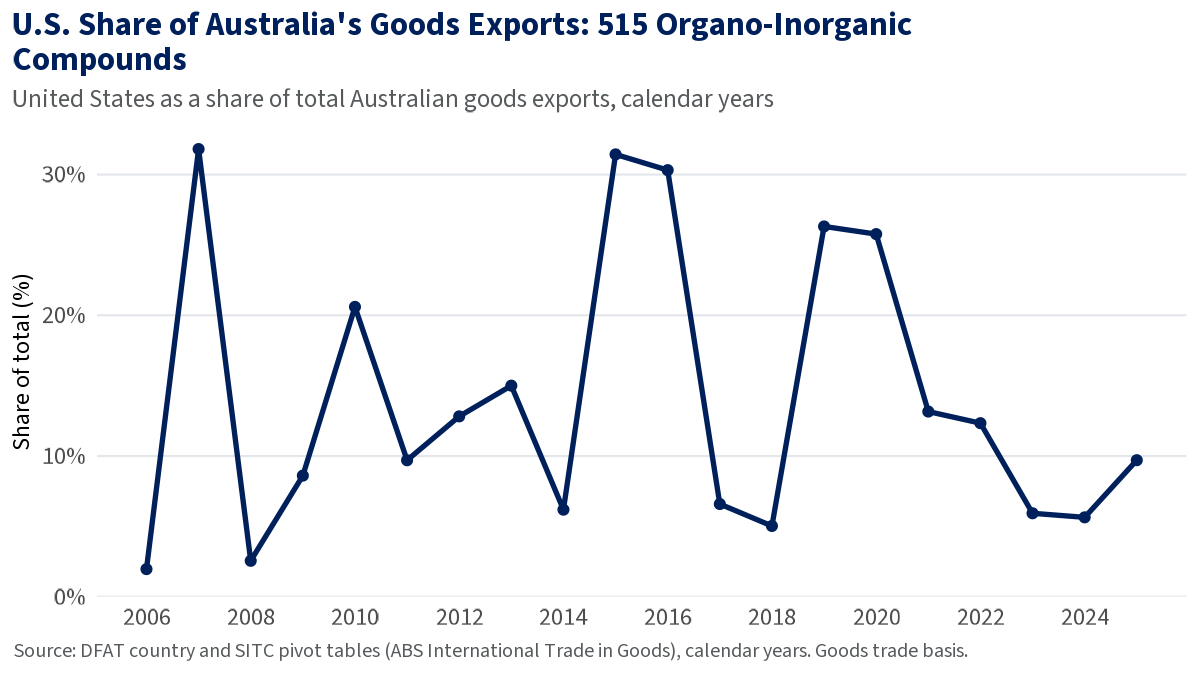 U.S. Share of Australia's Goods Exports: 515 Organo-Inorganic
Compounds
United States as a share of total Australian goods exports, calendar years
Share of total (%)
30%
20%
10%
0%
2006 2008 2010 2012 2014 2016 2018 2020 2022 2024
Source: DFAT country and SITC pivot tables (ABS International Trade in Goods), calendar years. Goods trade basis.